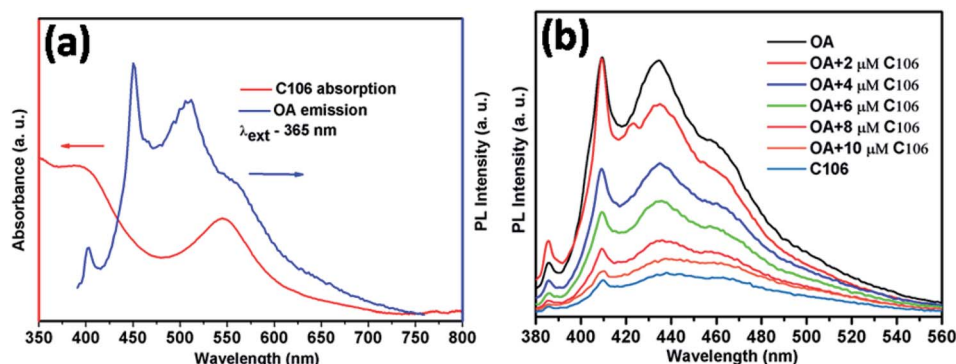 (a)
C106 absorption
OA emission
λext - 365 nm
Absorbance (a. u.)
PL Intensity (a. u.)
350 400 450 500 550 600 650 700 750 800
Wavelength (nm)
(b)
OA
OA+2 μM C106
OA+4 μM C106
OA+6 μM C106
OA+8 μM C106
OA+10 μM C106
C106
PL Intensity (a. u.)
380 400 420 440 460 480 500 520 540 560
Wavelength (nm)